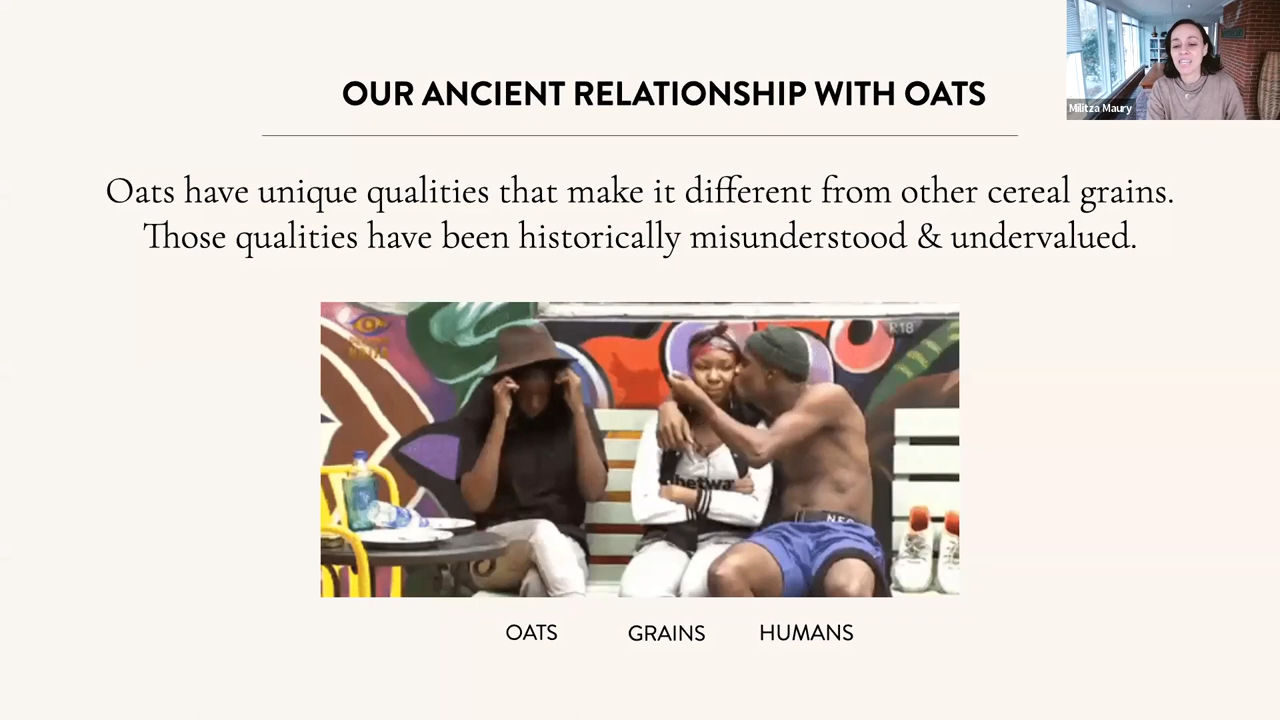 Militza Maury
OUR ANCIENT RELATIONSHIP WITH OATS
Oats have unique qualities that make it different from other cereal grains.
Those qualities have been historically misunderstood & undervalued.
R18
OATS GRAINS HUMANS